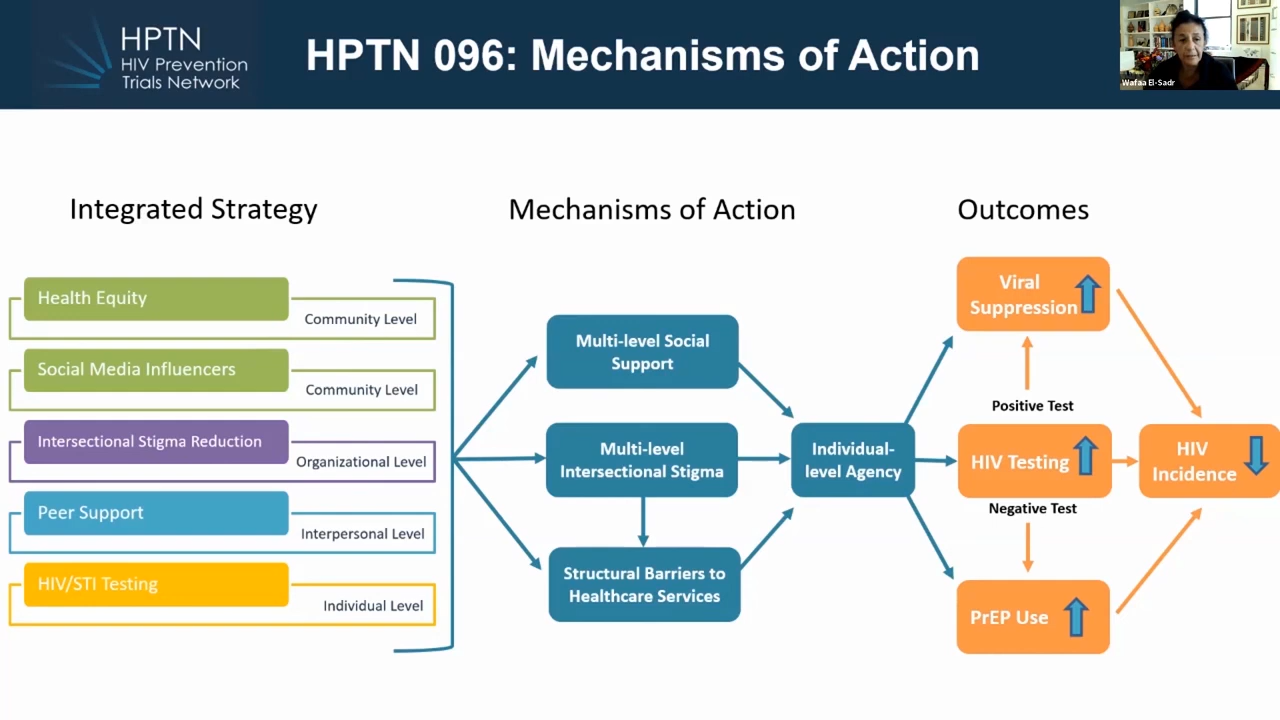 HPTN
HIV Prevention
Trials Network
HPTN 096: Mechanisms of Action
Wafaa El-Sadr
Integrated Strategy
Mechanisms of Action
Outcomes
Health Equity
Community Level
Social Media Influencers
Community Level
Intersectional Stigma Reduction
Organizational Level
Peer Support
Interpersonal Level
HIV/STI Testing
Individual Level
Multi-level Social
Support
Multi-level
Intersectional Stigma
Structural Barriers to
Healthcare Services
Individual-
level Agency
Viral
Suppression
Positive Test
HIV Testing
Negative Test
PrEP Use
HIV
Incidence